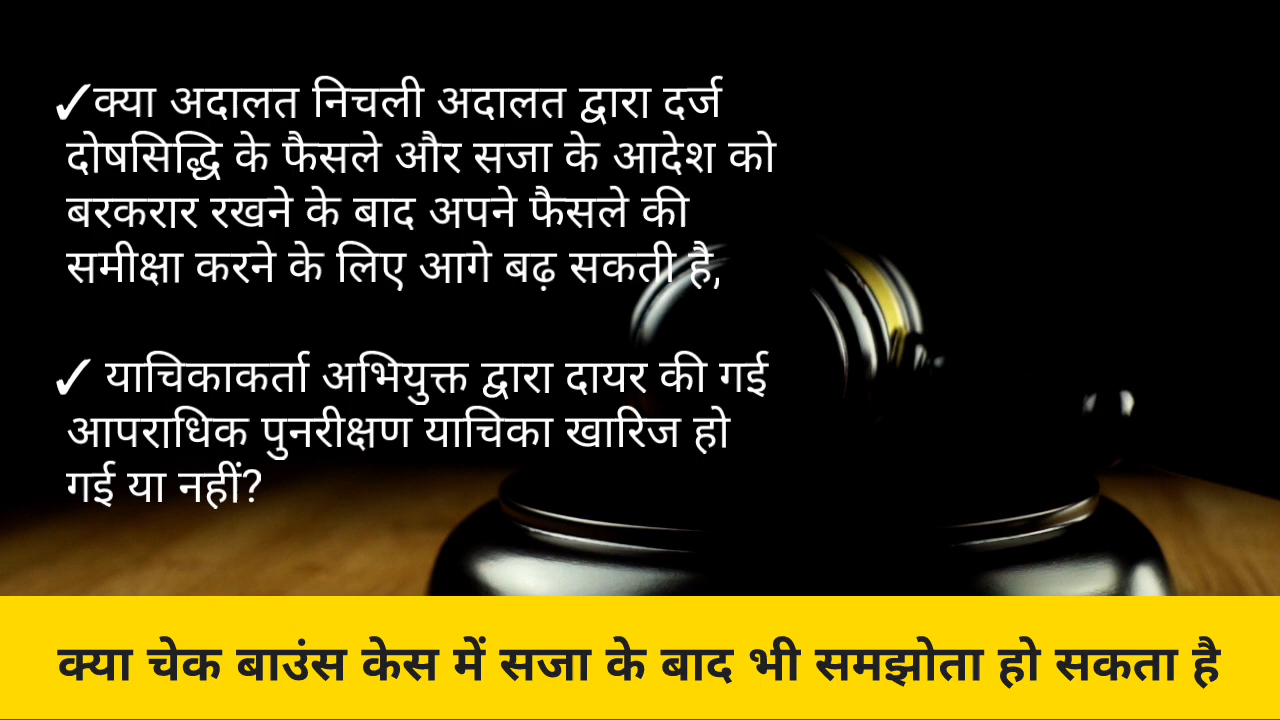 ✓क्या अदालत निचली अदालत द्वारा दर्ज
दोषसिद्धि के फैसले और सजा के आदेश को
बरकरार रखने के बाद अपने फैसले की
समीक्षा करने के लिए आगे बढ़ सकती है,
✓ याचिकाकर्ता अभियुक्त द्वारा दायर की गई
आपराधिक पुनरीक्षण याचिका खारिज हो
गई या नहीं?
क्या चेक बाउंस केस में सजा के बाद भी समझोता हो सकता है